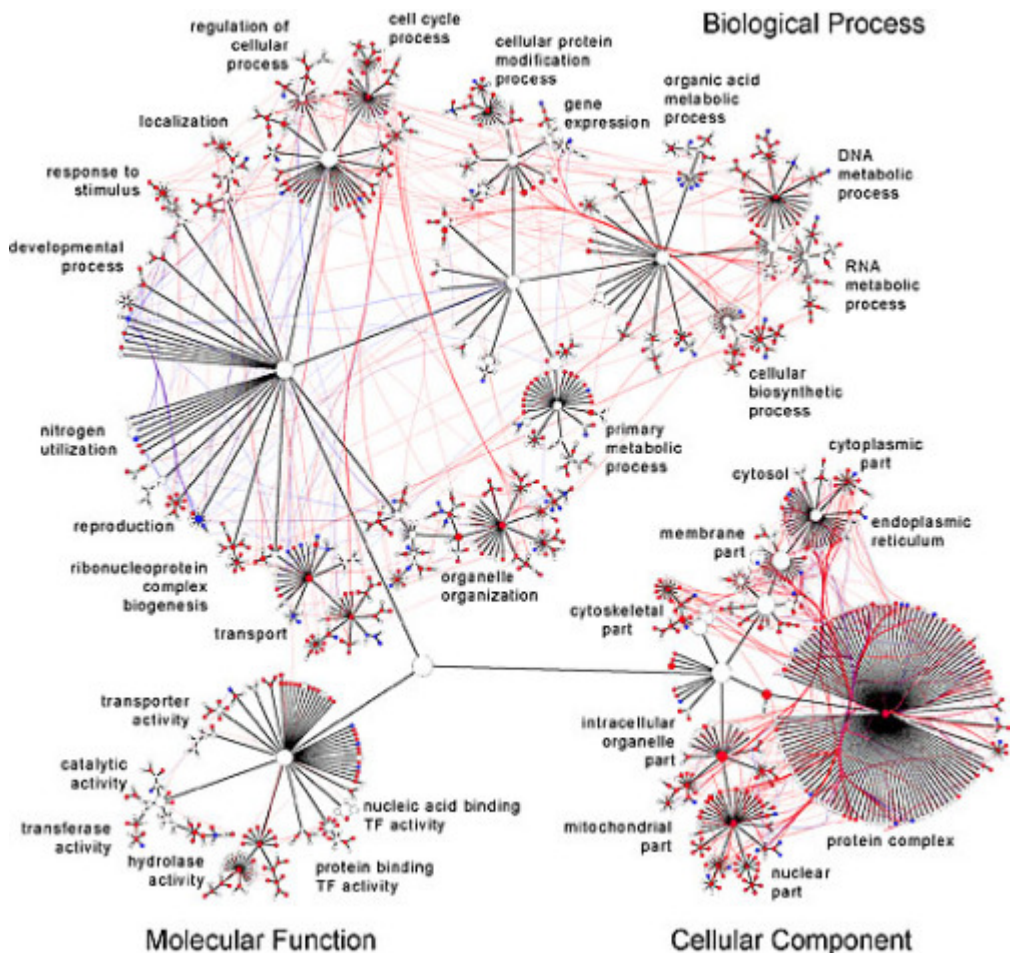 Biological Process
regulation of
cellular
process
cell cycle
process
cellular protein
modification
process
gene
expression
organic acid
metabolic
process
DNA
metabolic
process
RNA
metabolic
process
cellular
biosynthetic
process
primary
metabolic
process
localization
response to
stimulus
developmental
process
nitrogen
utilization
reproduction
ribonucleoprotein
complex
biogenesis
transport
organelle
organization
cytoplasmic
part
cytosol
endoplasmic
reticulum
membrane
part
cytoskeletal
part
intracellular
organelle
part
mitochondrial
part
nuclear
part
protein complex
transporter
activity
catalytic
activity
transferase
activity
hydrolase
activity
nucleic acid binding
TF activity
protein binding
TF activity
Molecular Function
Cellular Component